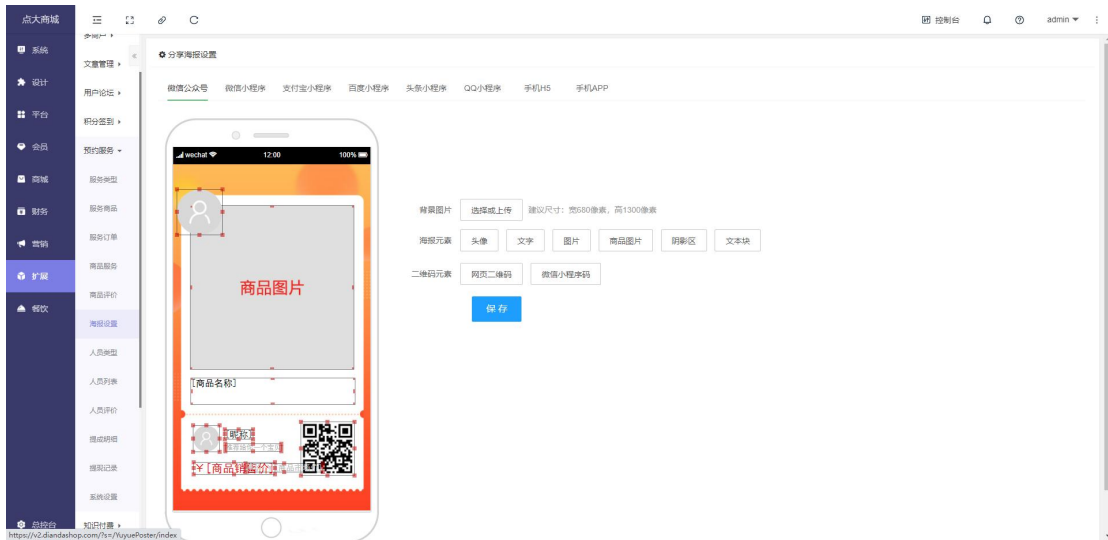 点大商城
控制台
admin
系统
设计
平台
会员
商城
财务
营销
扩展
餐饮
总控台
多商户
文章管理
用户论坛
积分签到
预约服务
服务类型
服务商品
服务订单
商品服务
商品评价
海报设置
人员类型
人员列表
人员评价
提成明细
提现记录
系统设置
知识付费
分享海报设置
微信公众号 微信小程序 支付宝小程序 百度小程序 头条小程序 QQ小程序 手机H5 手机APP
wechat 12:00 100%
商品图片
[商品名称]
[昵称]
¥[商品销售价]
背景图片 选择或上传 建议尺寸：宽680像素，高1300像素
海报元素 头像 文字 图片 商品图片 阴影区 文本块
二维码元素 网页二维码 微信小程序码
保存
https://v2.diandashop.com/?s=/YuyuePoster/index